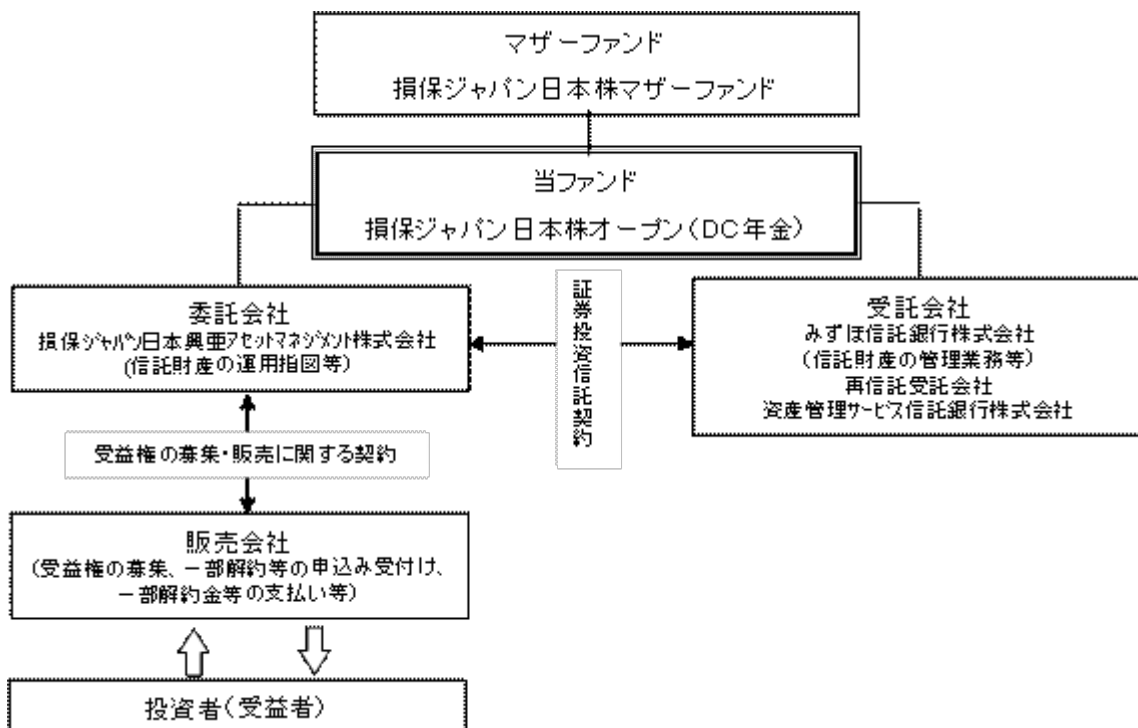 マザーファンド
損保ジャパン日本株マザーファンド
当ファンド
損保ジャパン日本株オープン(DC年金)
委託会社
損保ジャパン日本興亜アセットマネジメント株式会社
(信託財産の運用指図等)
証券投資信託契約
受託会社
みずほ信託銀行株式会社
(信託財産の管理業務等)
再信託受託会社
資産管理サービス信託銀行株式会社
受益権の募集・販売に関する契約
販売会社
(受益権の募集、一部解約等の申込み受付け、
一部解約金等の支払い等)
投資者(受益者)